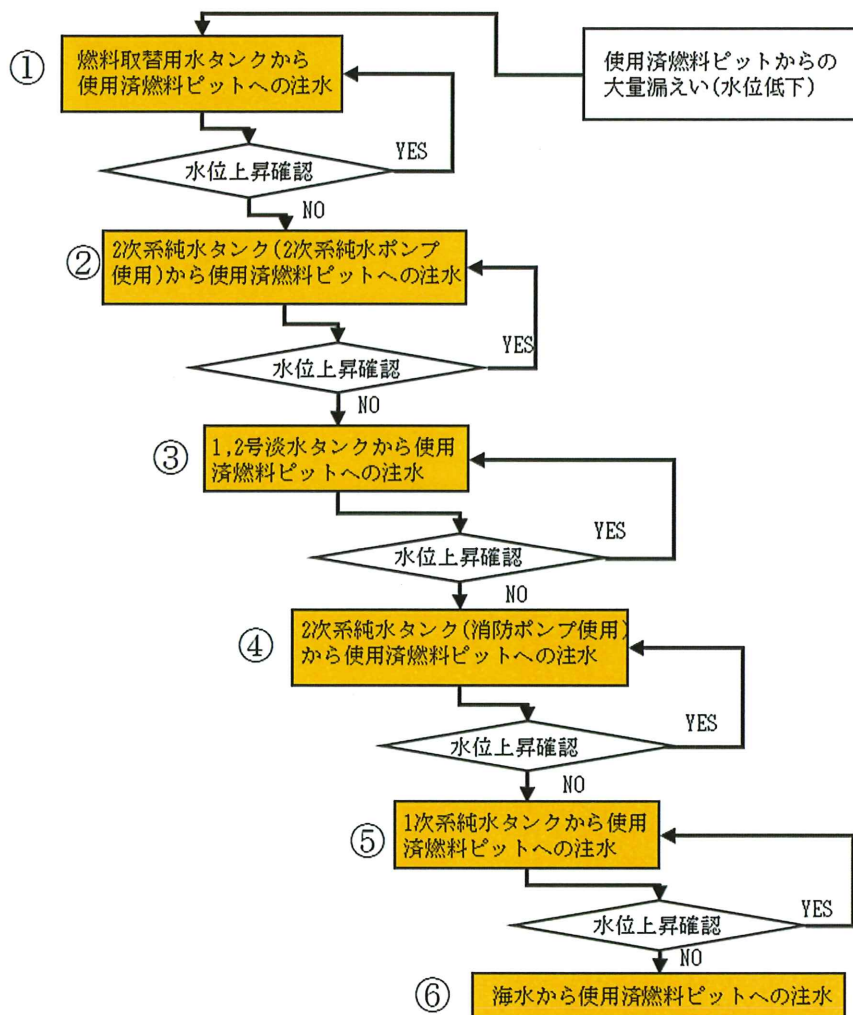 使用済燃料ピットからの
大量漏えい(水位低下)
①
燃料取替用水タンクから
使用済燃料ピットへの注水
YES
水位上昇確認
NO
②
2次系純水タンク(2次系純水ポンプ
使用)から使用済燃料ピットへの注水
YES
水位上昇確認
NO
③
1,2号淡水タンクから使用
済燃料ピットへの注水
YES
水位上昇確認
NO
④
2次系純水タンク(消防ポンプ使用)
から使用済燃料ピットへの注水
YES
水位上昇確認
NO
⑤
1次系純水タンクから使用
済燃料ピットへの注水
YES
水位上昇確認
NO
⑥
海水から使用済燃料ピットへの注水